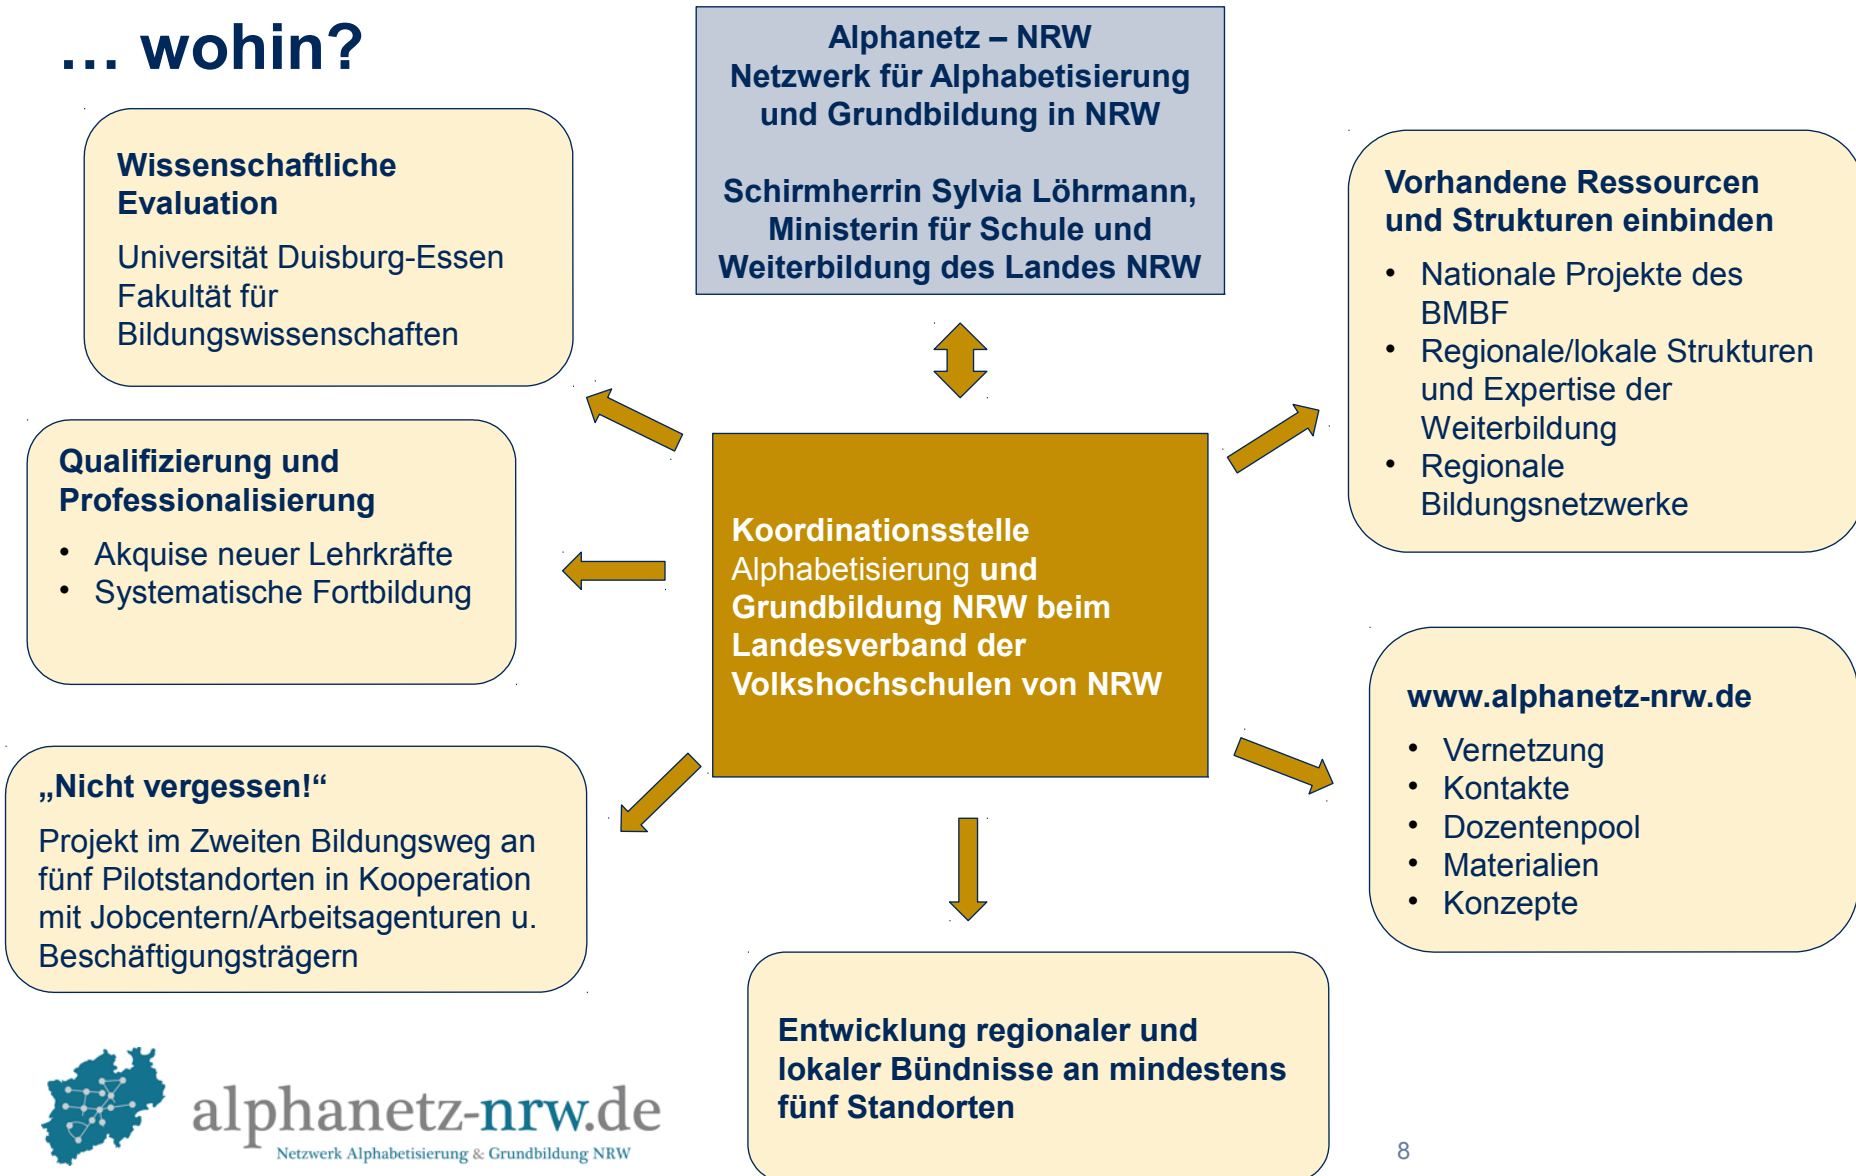 … wohin?
Alphanetz – NRW
Netzwerk für Alphabetisierung
und Grundbildung in NRW
Schirmherrin Sylvia Löhrmann,
Ministerin für Schule und
Weiterbildung des Landes NRW
Wissenschaftliche
Evaluation
Universität Duisburg-Essen
Fakultät für
Bildungswissenschaften
Vorhandene Ressourcen
und Strukturen einbinden
• Nationale Projekte des
BMBF
• Regionale/lokale Strukturen
und Expertise der
Weiterbildung
• Regionale
Bildungsnetzwerke
Qualifizierung und
Professionalisierung
• Akquise neuer Lehrkräfte
• Systematische Fortbildung
Koordinationsstelle
Alphabetisierung und
Grundbildung NRW beim
Landesverband der
Volkshochschulen von NRW
www.alphanetz-nrw.de
• Vernetzung
• Kontakte
• Dozentenpool
• Materialien
• Konzepte
„Nicht vergessen!“
Projekt im Zweiten Bildungsweg an
fünf Pilotstandorten in Kooperation
mit Jobcentern/Arbeitsagenturen u.
Beschäftigungsträgern
Entwicklung regionaler und
lokaler Bündnisse an mindestens
fünf Standorten
alphanetz-nrw.de
Netzwerk Alphabetisierung & Grundbildung NRW
8